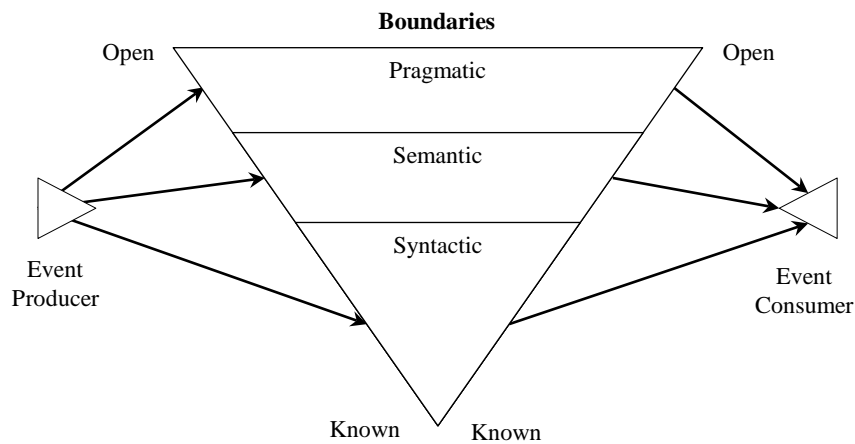 Boundaries
Open
Open
Pragmatic
Semantic
Syntactic
Event
Producer
Event
Consumer
Known
Known